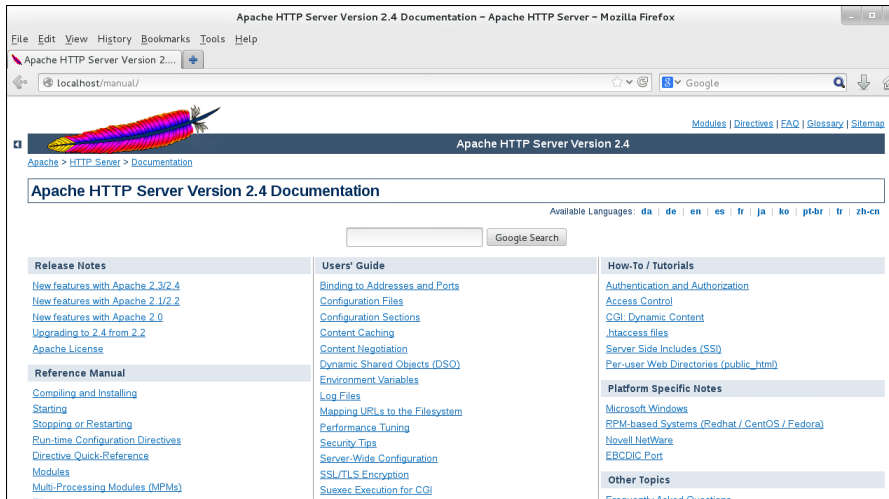 Apache HTTP Server Version 2.4 Documentation – Apache HTTP Server – Mozilla Firefox
File Edit View History Bookmarks Tools Help
Apache HTTP Server Version 2....
localhost/manual/
Google
Modules | Directives | FAQ | Glossary | Sitemap
Apache HTTP Server Version 2.4
Apache > HTTP Server > Documentation
Apache HTTP Server Version 2.4 Documentation
Available Languages: da | de | en | es | fr | ja | ko | pt-br | tr | zh-cn
Google Search
Release Notes
New features with Apache 2.3/2.4
New features with Apache 2.1/2.2
New features with Apache 2.0
Upgrading to 2.4 from 2.2
Apache License
Reference Manual
Compiling and Installing
Starting
Stopping or Restarting
Run-time Configuration Directives
Directive Quick-Reference
Modules
Multi-Processing Modules (MPMs)
Users' Guide
Binding to Addresses and Ports
Configuration Files
Configuration Sections
Content Caching
Content Negotiation
Dynamic Shared Objects (DSO)
Environment Variables
Log Files
Mapping URLs to the Filesystem
Performance Tuning
Security Tips
Server-Wide Configuration
SSL/TLS Encryption
Suexec Execution for CGI
How-To / Tutorials
Authentication and Authorization
Access Control
CGI: Dynamic Content
.htaccess files
Server Side Includes (SSI)
Per-user Web Directories (public_html)
Platform Specific Notes
Microsoft Windows
RPM-based Systems (Redhat / CentOS / Fedora)
Novell NetWare
EBCDIC Port
Other Topics
Frequently Asked Questions